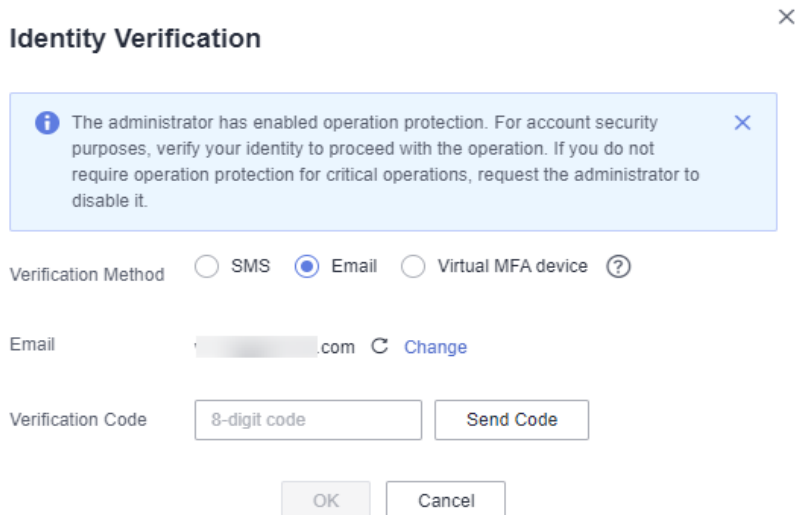 Identity Verification
The administrator has enabled operation protection. For account security
purposes, verify your identity to proceed with the operation. If you do not
require operation protection for critical operations, request the administrator to
disable it.
Verification Method SMS Email Virtual MFA device ?
Email .com Change
Verification Code 8-digit code Send Code
OK Cancel